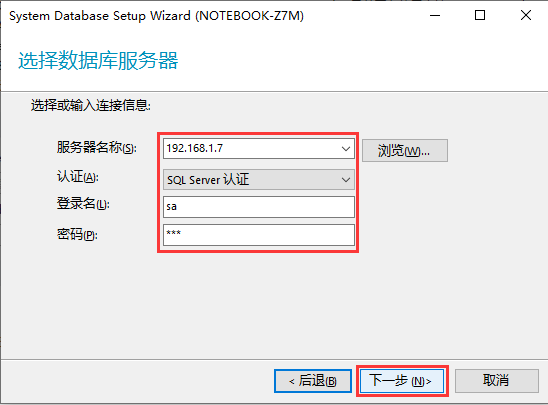 System Database Setup Wizard (NOTEBOOK-Z7M)
选择数据库服务器
选择或输入连接信息:
服务器名称(S): 192.168.1.7 浏览(W)...
认证(A): SQL Server 认证
登录名(L): sa
密码(P): ***
< 后退(B) 下一步 (N)> 取消